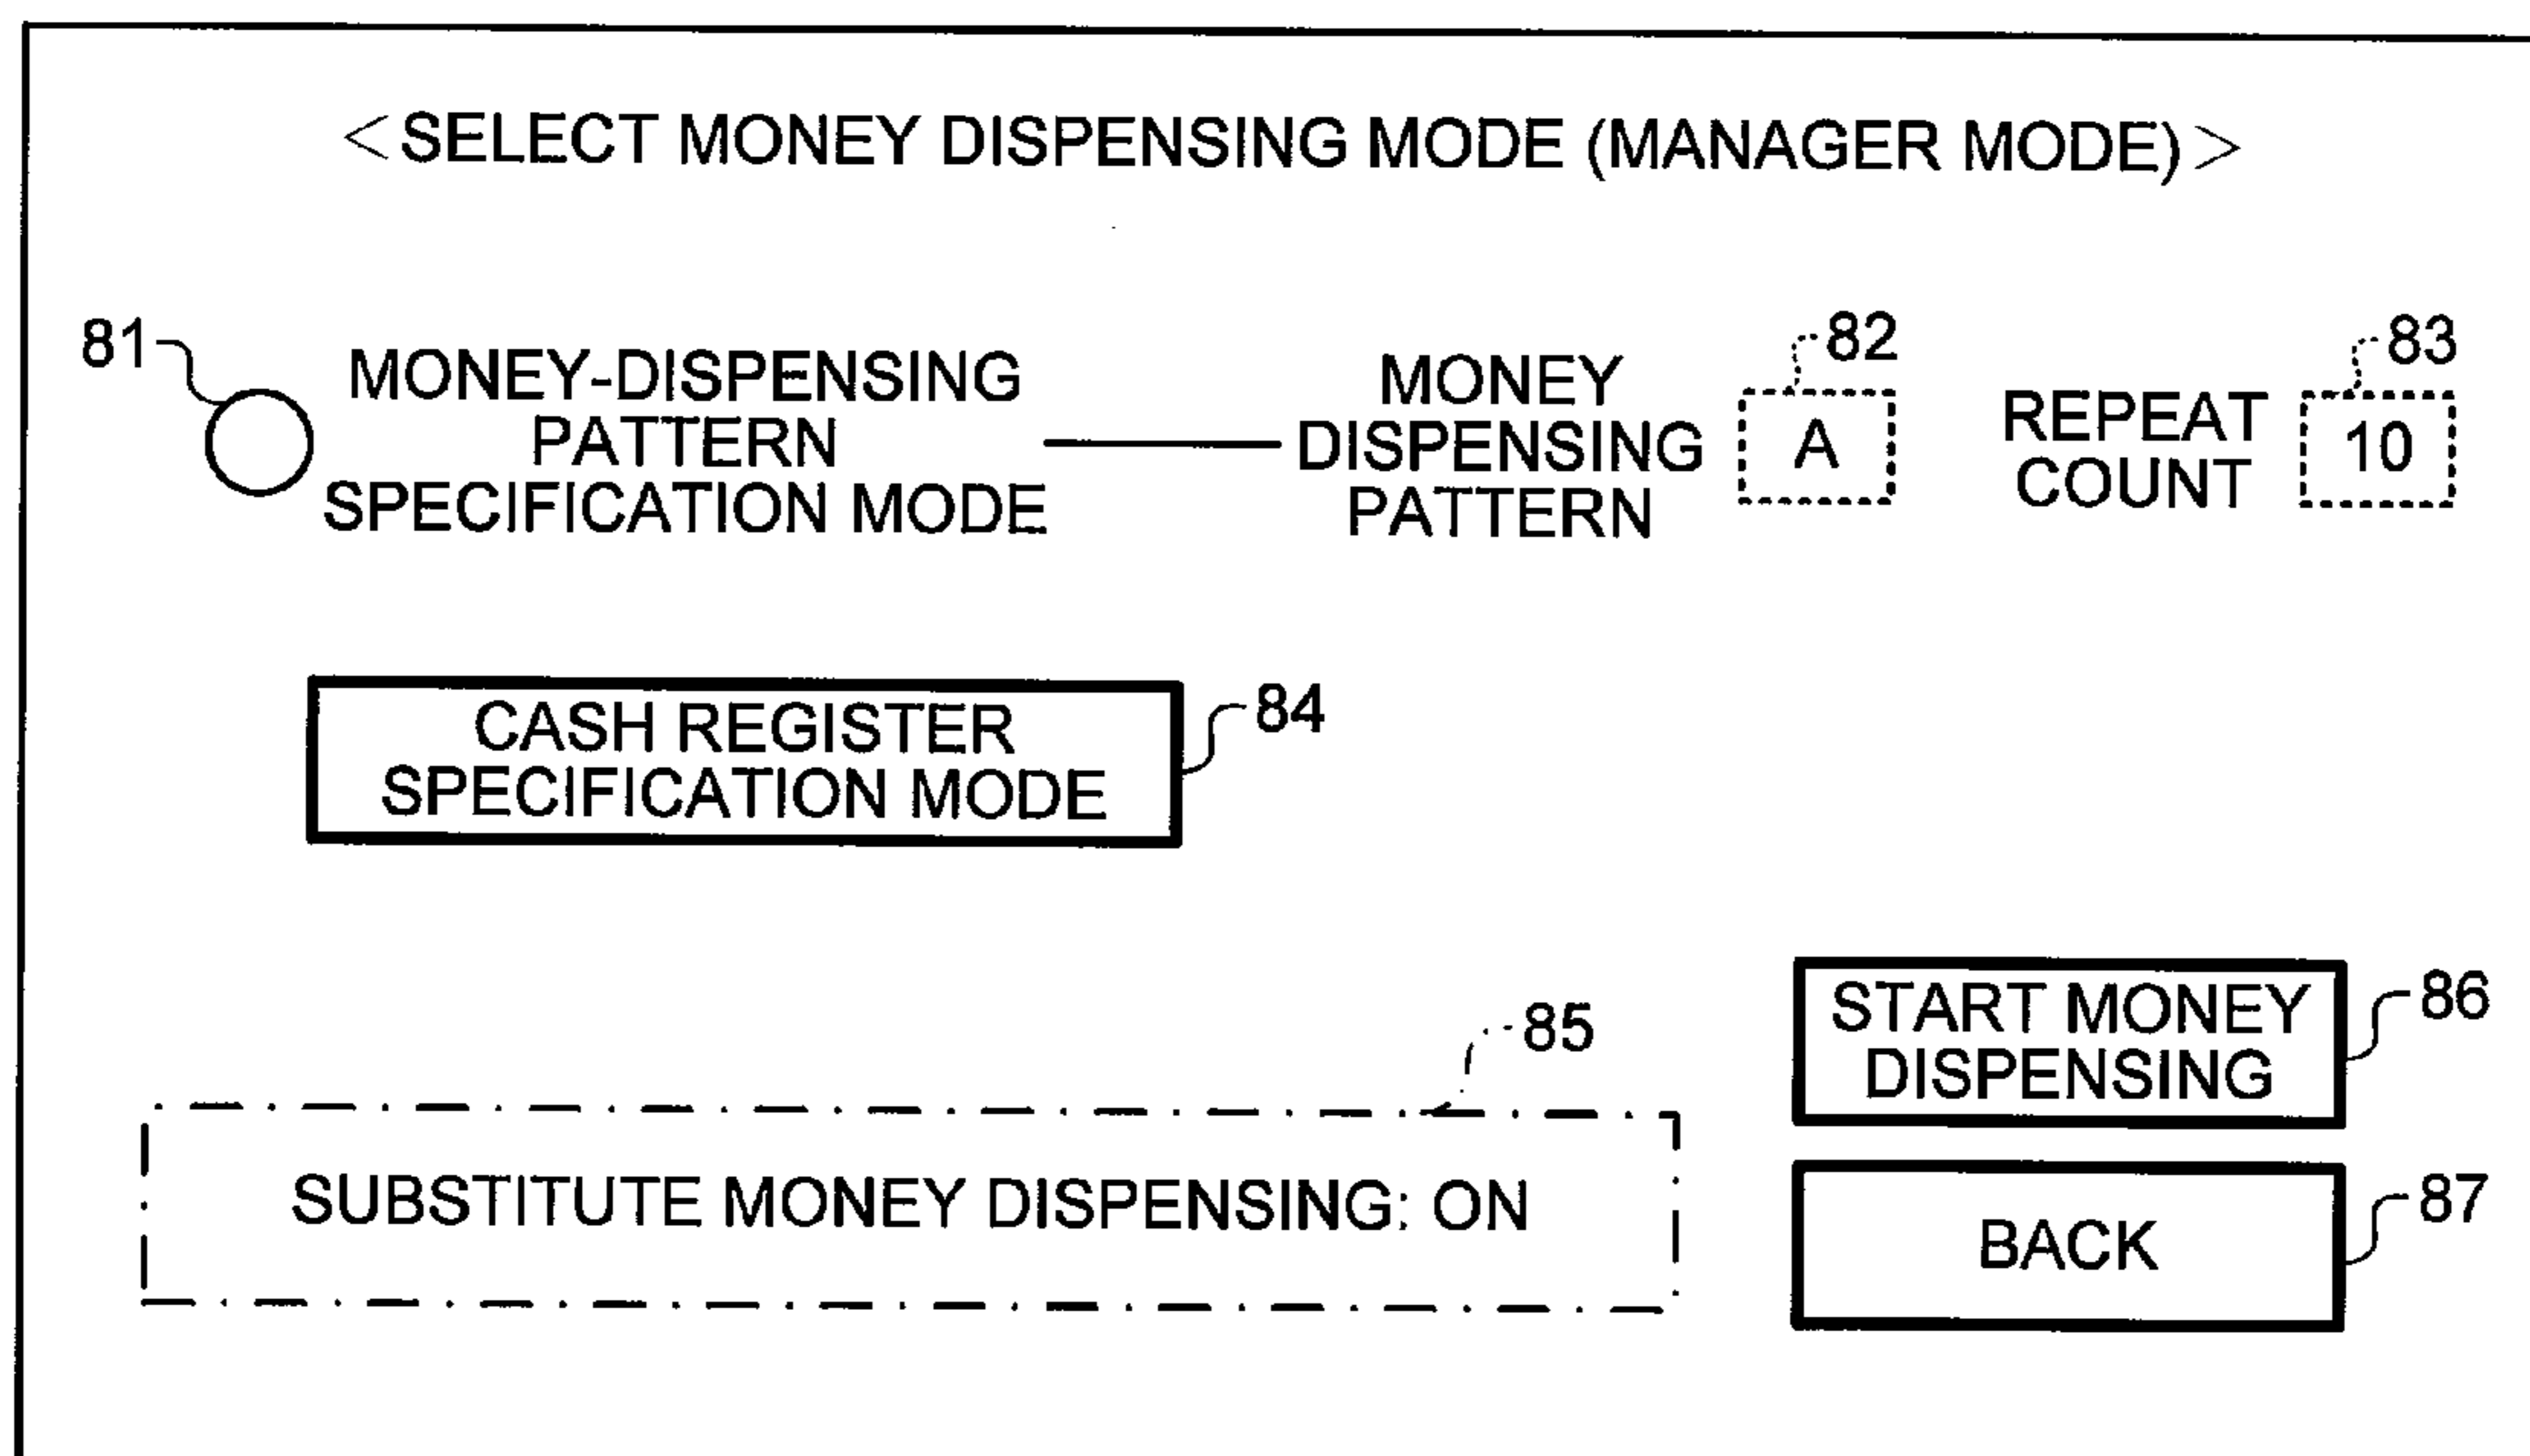 <SELECT MONEY DISPENSING MODE (MANAGER MODE)>
81
MONEY-DISPENSING
PATTERN
SPECIFICATION MODE
MONEY
DISPENSING
PATTERN
82
A
REPEAT
COUNT
83
10
CASH REGISTER
SPECIFICATION MODE
84
85
SUBSTITUTE MONEY DISPENSING: ON
START MONEY
DISPENSING
86
BACK
87